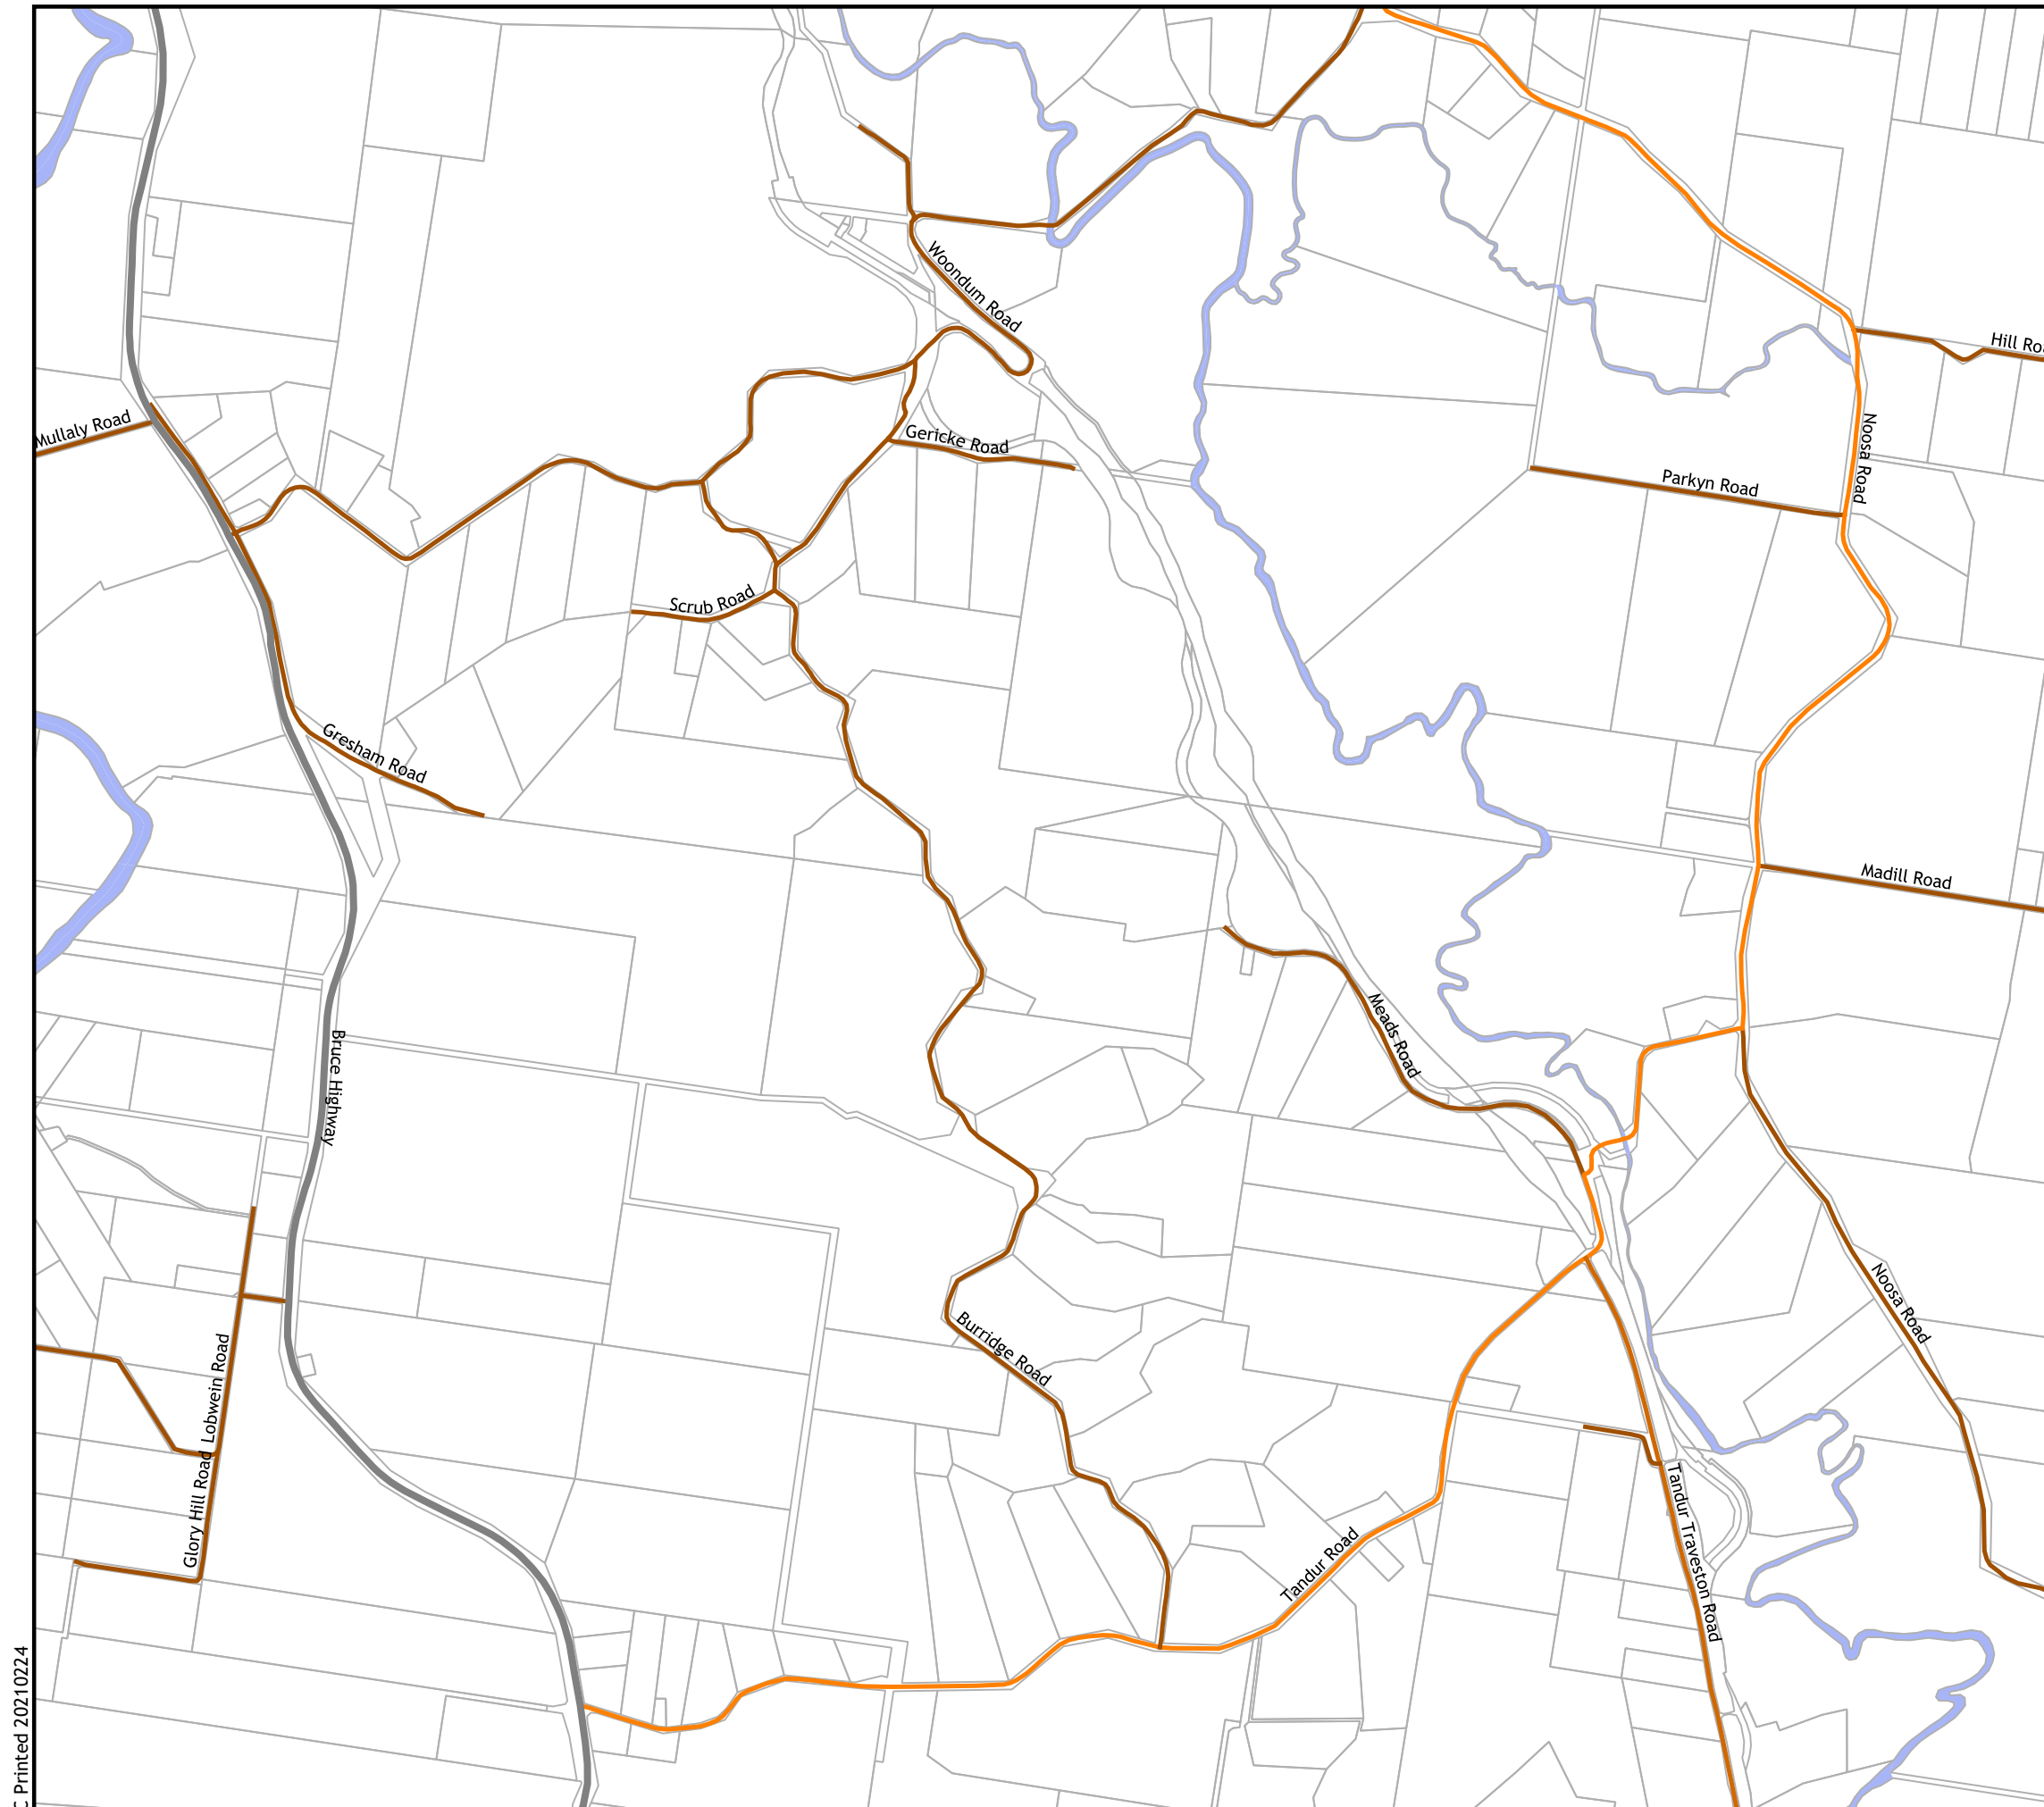 Woondum Road
Hill Roa
Mullaly Road
Gericke Road
Noosa Road
Parkyn Road
Scrub Road
Gresham Road
Madill Road
Meads Road
Bruce Highway
Noosa Road
Burridge Road
Lobwein Road
Glory Hill Road
Tandur Road
Tandur Traveston Road
Printed 20210224